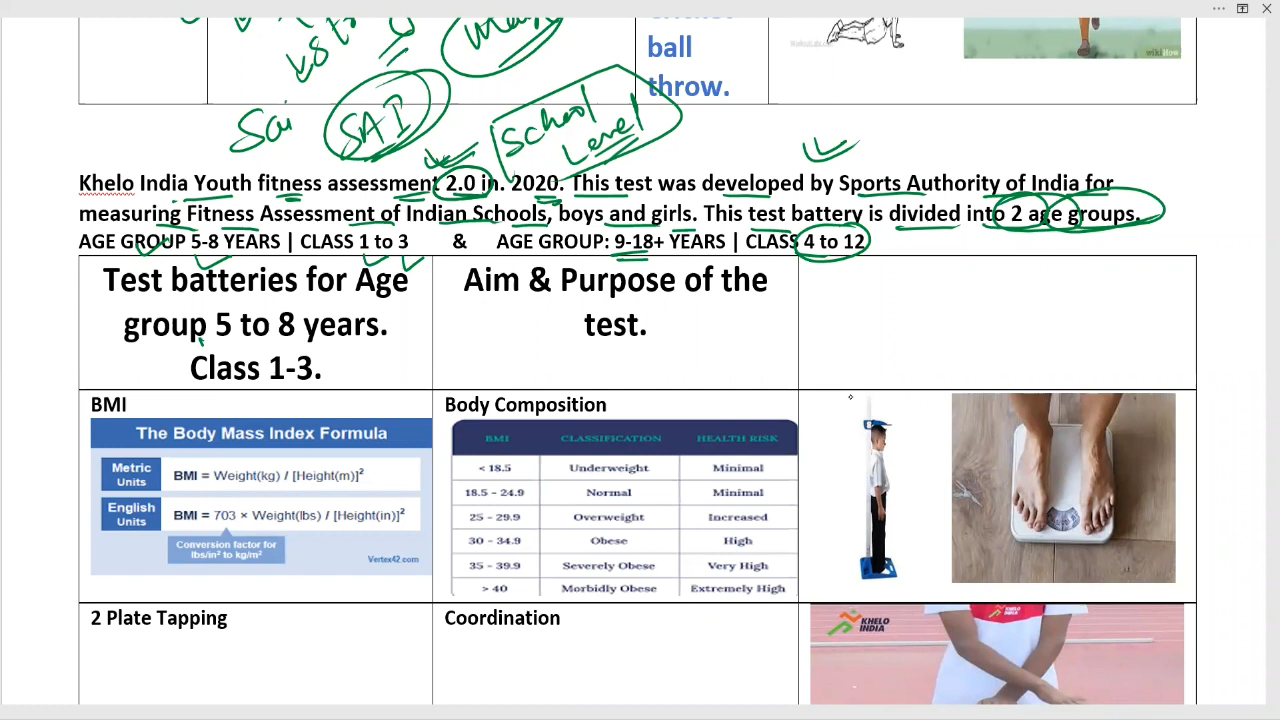 cricket
ball
throw.
wikiHow
Sai
SAI
School
Level
Khelo India Youth fitness assessment 2.0 in. 2020. This test was developed by Sports Authority of India for
measuring Fitness Assessment of Indian Schools, boys and girls. This test battery is divided into 2 age groups.
AGE GROUP 5-8 YEARS | CLASS 1 to 3 & AGE GROUP: 9-18+ YEARS | CLASS 4 to 12
Test batteries for Age
group 5 to 8 years.
Class 1-3.
Aim & Purpose of the
test.
BMI
The Body Mass Index Formula
Metric
Units
BMI = Weight(kg) / [Height(m)]²
English
Units
BMI = 703 × Weight(lbs) / [Height(in)]²
Conversion factor for
lbs/in² to kg/m²
Vertex42.com
Body Composition
BMI CLASSIFICATION HEALTH RISK
< 18.5 Underweight Minimal
18.5 - 24.9 Normal Minimal
25 - 29.9 Overweight Increased
30 - 34.9 Obese High
35 - 39.9 Severely Obese Very High
> 40 Morbidly Obese Extremely High
2 Plate Tapping
Coordination
KHELO
INDIA
KHELO
INDIA